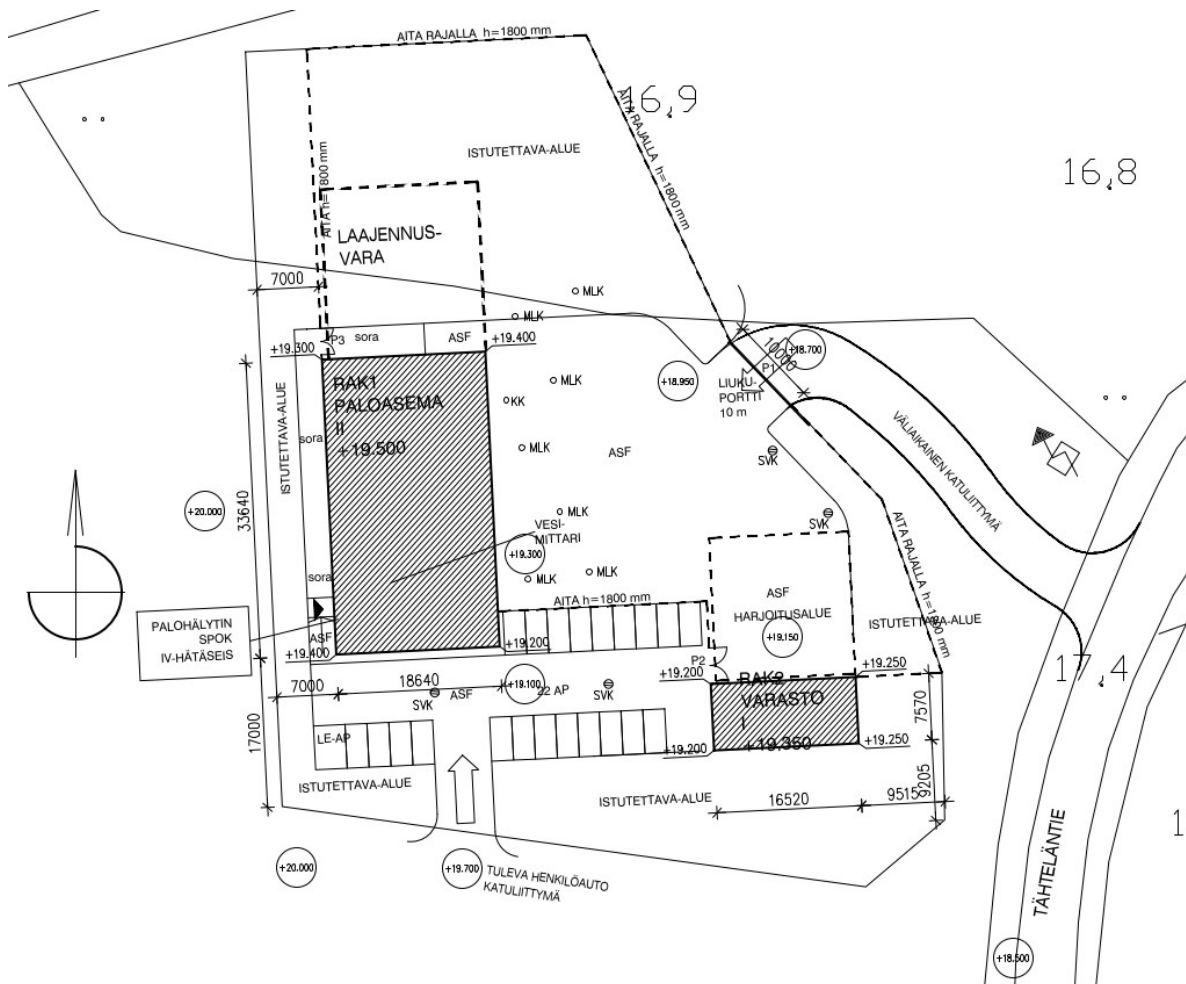 AITA RAJALLA h=1800 mm
16,9
AITA RAJALLA h=1800 mm
ISTUTETTAVA-ALUE
16,8
AITA h=1800 mm
LAAJENNUS-
VARA
7000
MLK
MLK
P3
sora
ASF
+19.400
+19.300
10000
+18.700
P1
LIUKU-
PORTTI
10 m
+18.950
RAK1
PALOASEMA
II
+19.500
MLK
KK
VÄLIAIKAINEN KATULIITTYMÄ
ISTUTETTAVA-ALUE
sora
MLK
ASF
SVK
33640
+20.000
MLK
SVK
VESI-
MITTARI
+19.300
AITA RAJALLA h=1800 mm
sora
MLK
MLK
ASF
HARJOITUSALUE
AITA h=1800 mm
+19.150
ISTUTETTAVA-ALUE
PALOHÄLYTIN
SPOK
IV-HÄTÄSEIS
ASF
+19.400
+19.200
P2
+19.250
17,4
7000
18640
+19.100
22 AP
SVK
ASF
SVK
+19.200
RAK2
VARASTO
I
+19.350
7570
LE-AP
+19.200
+19.250
17000
ISTUTETTAVA-ALUE
ISTUTETTAVA-ALUE
16520
9515
9205
1
TÄHTELÄNTIE
+20.000
+19.700
TULEVA HENKILÖAUTO
KATULIITTYMÄ
+18.500